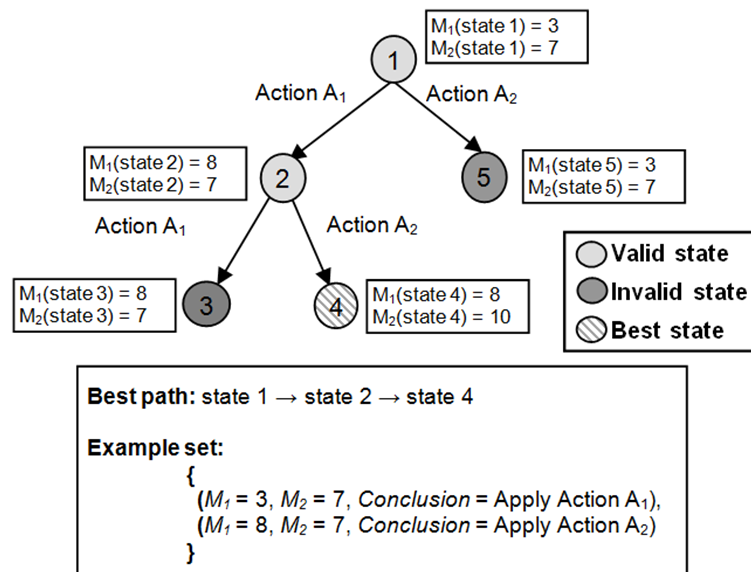 M₁(state 1) = 3
M₂(state 1) = 7
1
Action A₁
Action A₂
M₁(state 2) = 8
M₂(state 2) = 7
2
5
M₁(state 5) = 3
M₂(state 5) = 7
Action A₁
Action A₂
M₁(state 3) = 8
M₂(state 3) = 7
3
4
M₁(state 4) = 8
M₂(state 4) = 10
Valid state
Invalid state
Best state
Best path: state 1 → state 2 → state 4
Example set:
{
(M₁ = 3, M₂ = 7, Conclusion = Apply Action A₁),
(M₁ = 8, M₂ = 7, Conclusion = Apply Action A₂)
}